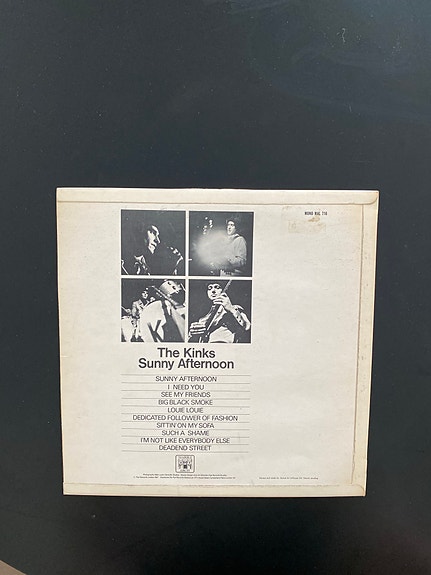 MONO MAL 716
The Kinks
Sunny Afternoon
SUNNY AFTERNOON
I NEED YOU
SEE MY FRIENDS
BIG BLACK SMOKE
LOUIE LOUIE
DEDICATED FOLLOWER OF FASHION
SITTIN' ON MY SOFA
SUCH A SHAME
I'M NOT LIKE EVERYBODY ELSE
DEADEND STREET